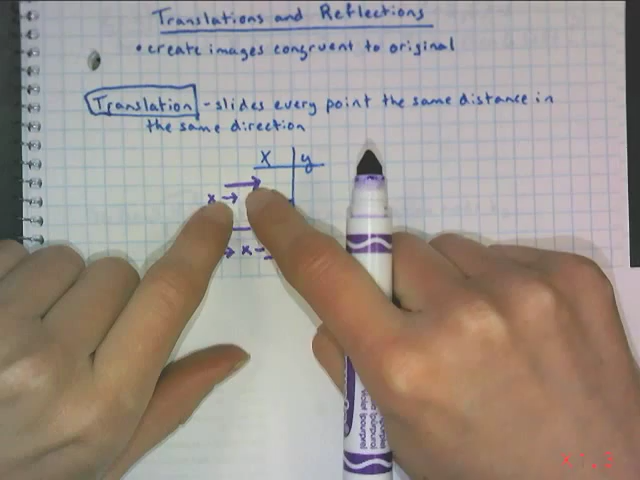 Translations and Reflections
• create images congruent to original
Translation - slides every point the same distance in
the same direction
x y
→
x →
→ x -